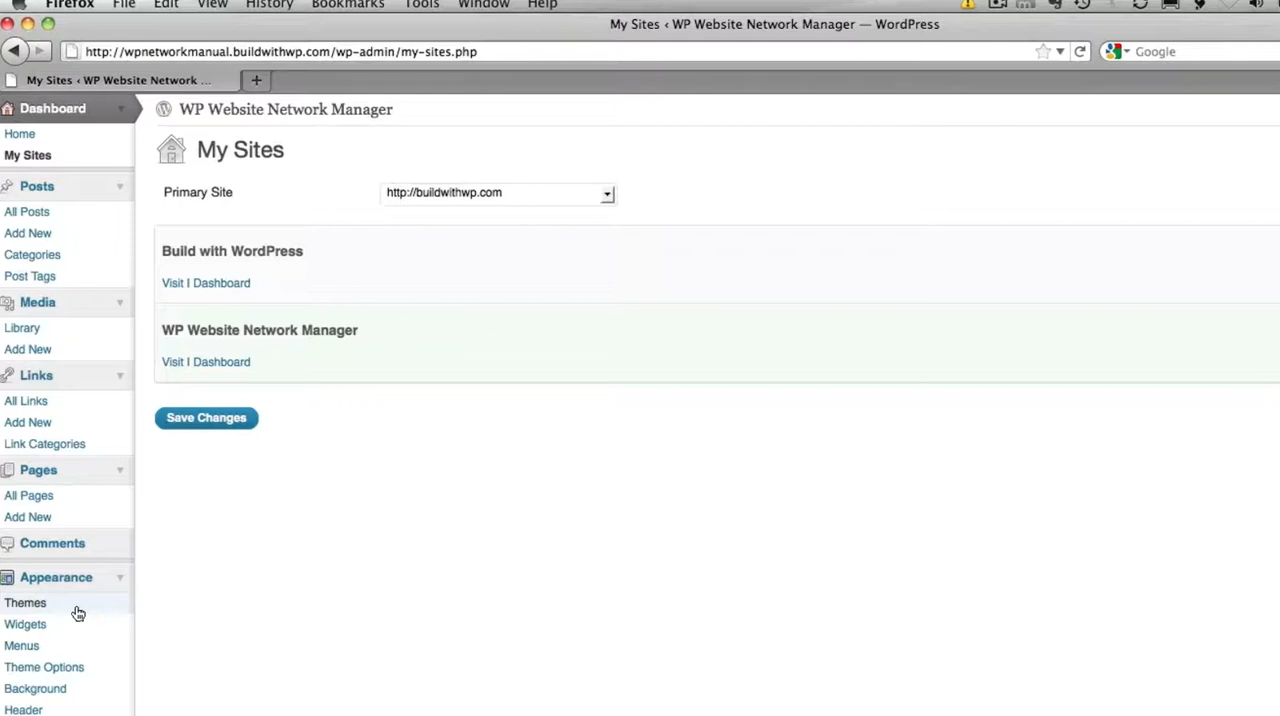 Firefox File Edit View History Bookmarks Tools Window Help
My Sites ‹ WP Website Network Manager — WordPress
http://wpnetworkmanual.buildwithwp.com/wp-admin/my-sites.php
Google
My Sites ‹ WP Website Network ...
Dashboard
Home
My Sites
Posts
All Posts
Add New
Categories
Post Tags
Media
Library
Add New
Links
All Links
Add New
Link Categories
Pages
All Pages
Add New
Comments
Appearance
Themes
Widgets
Menus
Theme Options
Background
Header
WP Website Network Manager
My Sites
Primary Site http://buildwithwp.com
Build with WordPress
Visit | Dashboard
WP Website Network Manager
Visit | Dashboard
Save Changes